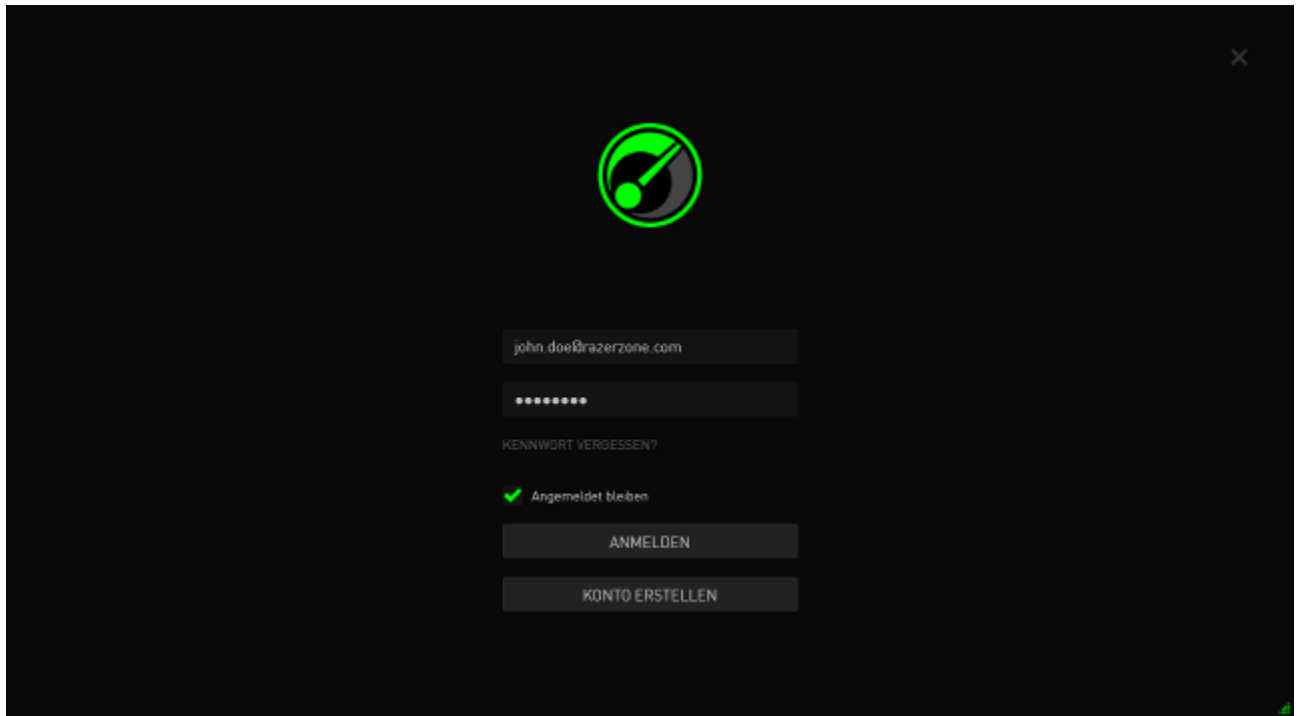 john.doe@razerzone.com
••••••••
KENNWORT VERGESSEN?
Angemeldet bleiben
ANMELDEN
KONTO ERSTELLEN